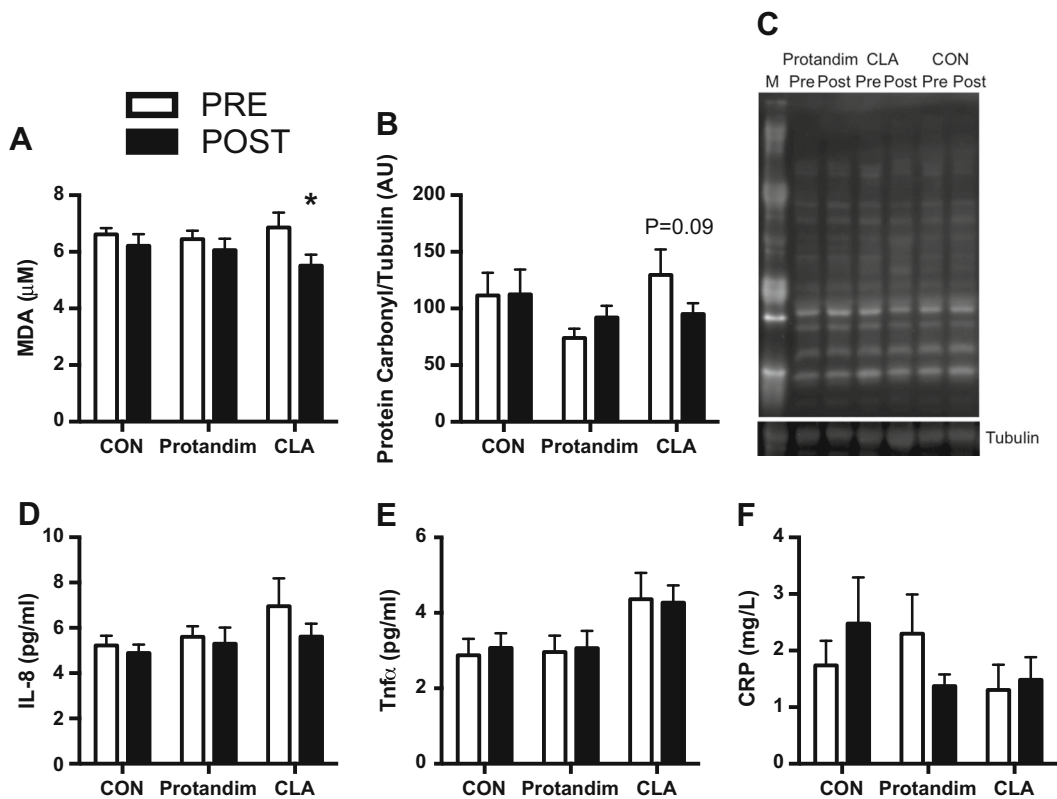 PRE
POST
A
MDA (μM)
8
6
4
2
0
*
CON Protandim CLA
B
Protein Carbonyl/Tubulin (AU)
200
150
100
50
0
P=0.09
CON Protandim CLA
C
Protandim CLA CON
M Pre Post Pre Post Pre Post
Tubulin
D
IL-8 (pg/ml)
10
8
6
4
2
0
CON Protandim CLA
E
Tnfα (pg/ml)
6
4
2
0
CON Protandim CLA
F
CRP (mg/L)
4
3
2
1
0
CON Protandim CLA